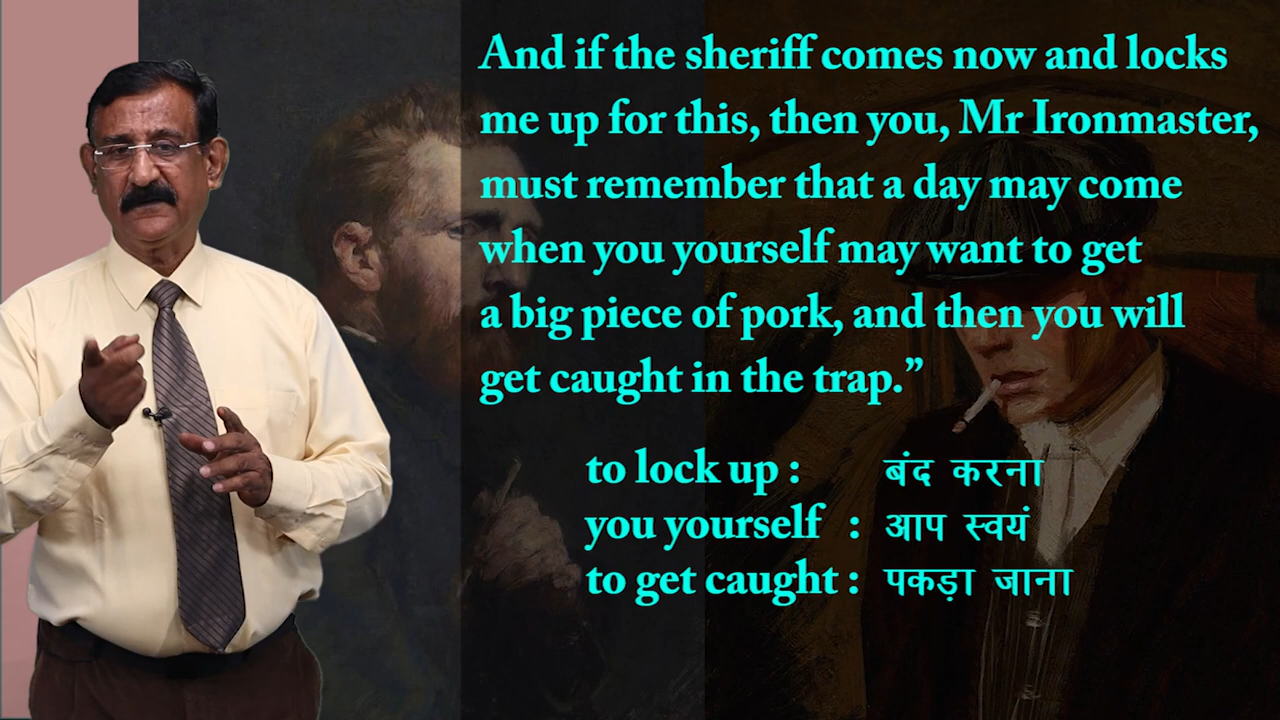 And if the sheriff comes now and locks
me up for this, then you, Mr Ironmaster,
must remember that a day may come
when you yourself may want to get
a big piece of pork, and then you will
get caught in the trap.”
to lock up : बंद करना
you yourself : आप स्वयं
to get caught : पकड़ा जाना